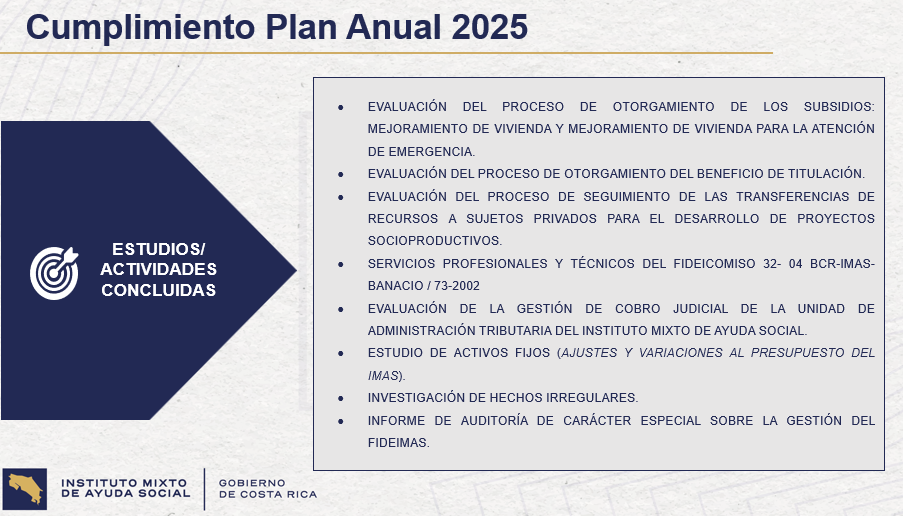 Cumplimiento Plan Anual 2025
ESTUDIOS/
ACTIVIDADES
CONCLUIDAS
● EVALUACIÓN DEL PROCESO DE OTORGAMIENTO DE LOS SUBSIDIOS:
MEJORAMIENTO DE VIVIENDA Y MEJORAMIENTO DE VIVIENDA PARA LA ATENCIÓN
DE EMERGENCIA.
● EVALUACIÓN DEL PROCESO DE OTORGAMIENTO DEL BENEFICIO DE TITULACIÓN.
● EVALUACIÓN DEL PROCESO DE SEGUIMIENTO DE LAS TRANSFERENCIAS DE
RECURSOS A SUJETOS PRIVADOS PARA EL DESARROLLO DE PROYECTOS
SOCIOPRODUCTIVOS.
● SERVICIOS PROFESIONALES Y TÉCNICOS DEL FIDEICOMISO 32- 04 BCR-IMAS-
BANACIO / 73-2002
● EVALUACIÓN DE LA GESTIÓN DE COBRO JUDICIAL DE LA UNIDAD DE
ADMINISTRACIÓN TRIBUTARIA DEL INSTITUTO MIXTO DE AYUDA SOCIAL.
● ESTUDIO DE ACTIVOS FIJOS (AJUSTES Y VARIACIONES AL PRESUPUESTO DEL
IMAS).
● INVESTIGACIÓN DE HECHOS IRREGULARES.
● INFORME DE AUDITORÍA DE CARÁCTER ESPECIAL SOBRE LA GESTIÓN DEL
FIDEIMAS.
INSTITUTO MIXTO
DE AYUDA SOCIAL
GOBIERNO
DE COSTA RICA